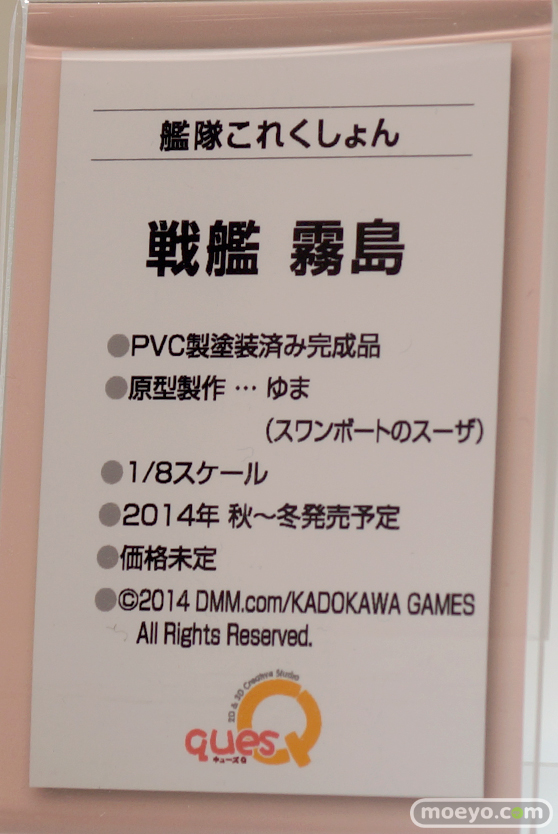 艦隊これくしょん
戦艦 霧島
●PVC製塗装済み完成品
●原型製作 … ゆま
(スワンボートのスーザ)
●1/8スケール
●2014年 秋～冬発売予定
●価格未定
●©2014 DMM.com/KADOKAWA GAMES
All Rights Reserved.
2D & 3D Creative Studio
quesQ
キューズQ
moeyo.com